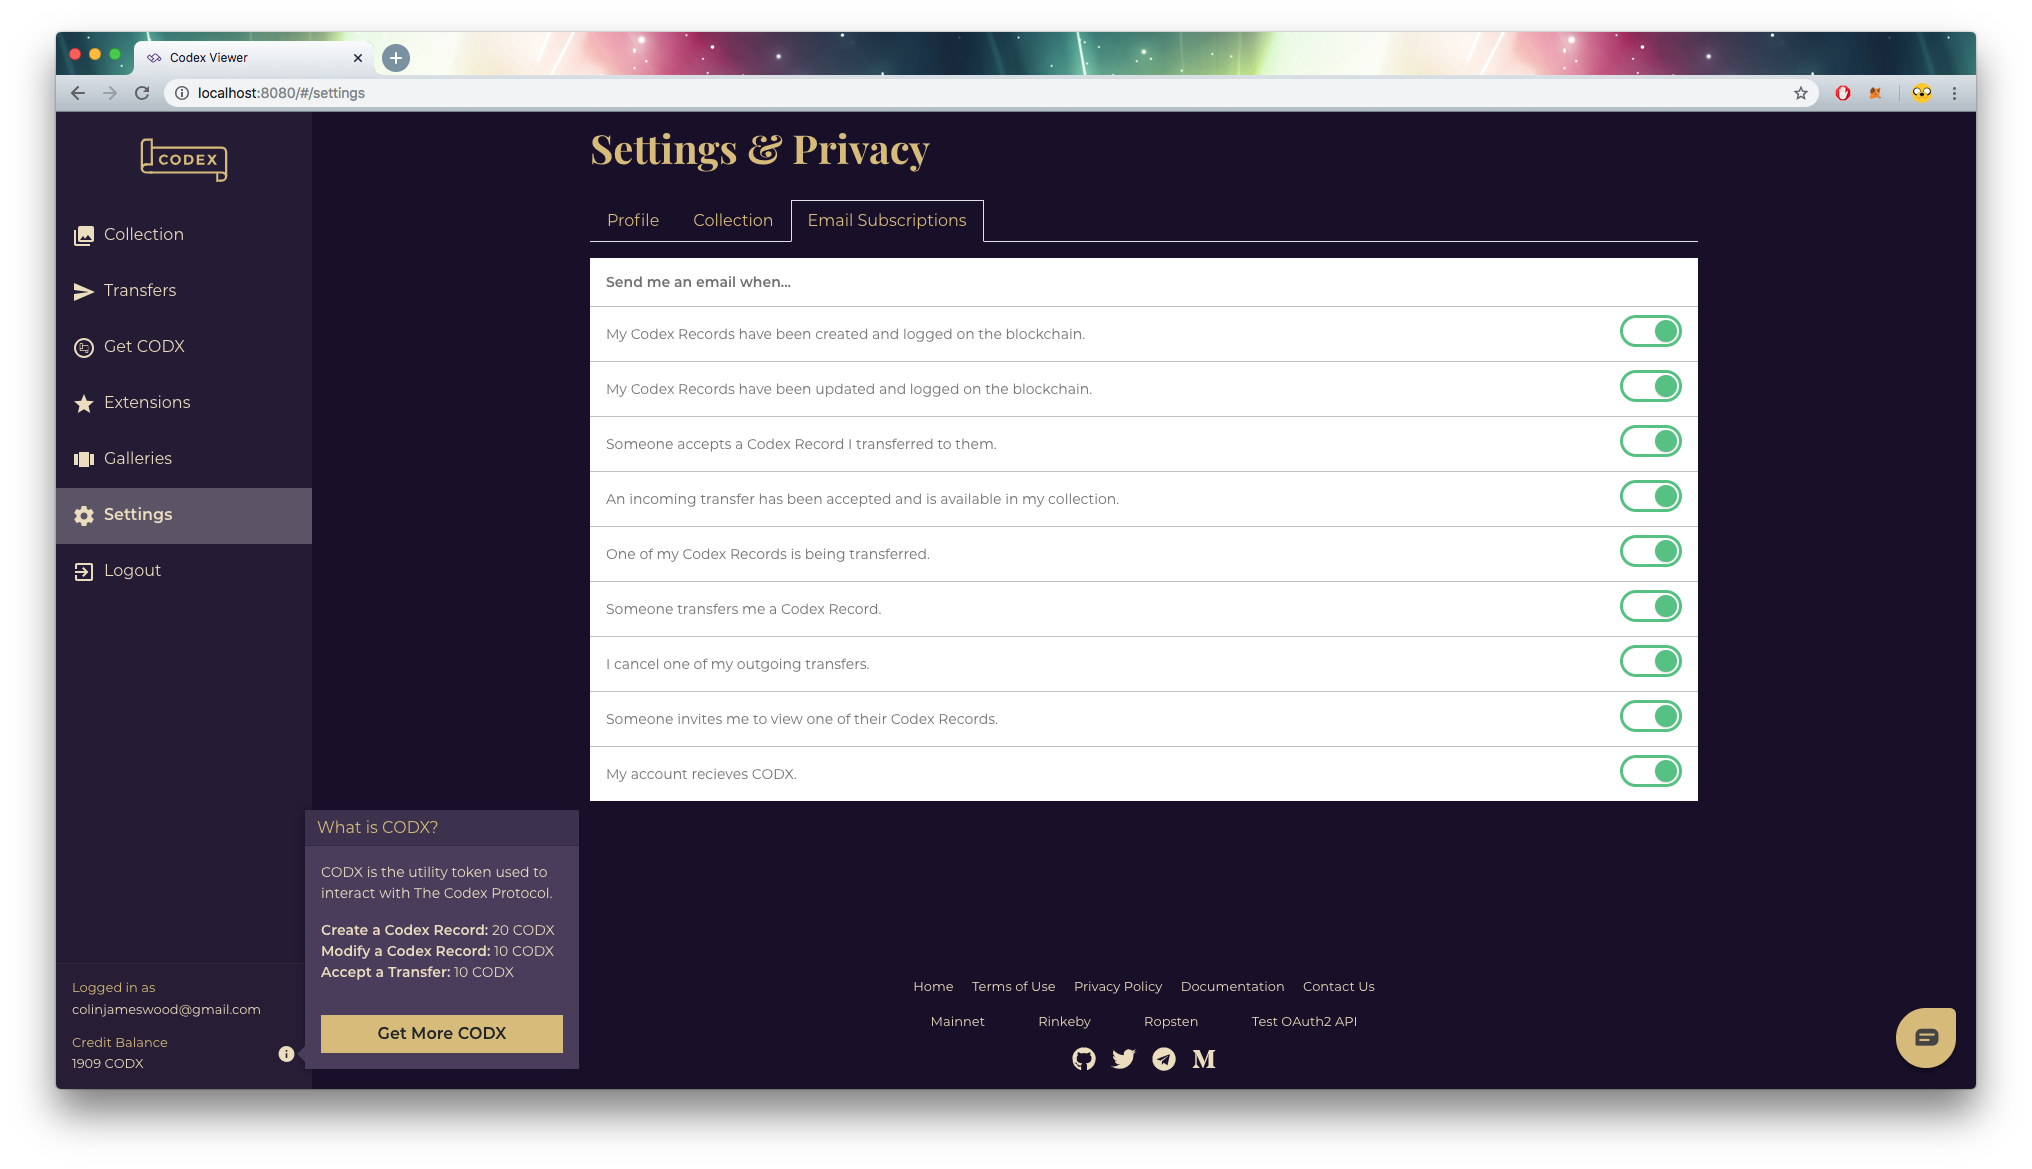 Codex Viewer
localhost:8080/#/settings
CODEX
Collection
Transfers
Get CODX
Extensions
Galleries
Settings
Logout
Logged in as
colinjameswood@gmail.com
Credit Balance
1909 CODX
What is CODX?
CODX is the utility token used to
interact with The Codex Protocol.
Create a Codex Record: 20 CODX
Modify a Codex Record: 10 CODX
Accept a Transfer: 10 CODX
Get More CODX
Settings & Privacy
Profile Collection Email Subscriptions
Send me an email when...
My Codex Records have been created and logged on the blockchain.
My Codex Records have been updated and logged on the blockchain.
Someone accepts a Codex Record I transferred to them.
An incoming transfer has been accepted and is available in my collection.
One of my Codex Records is being transferred.
Someone transfers me a Codex Record.
I cancel one of my outgoing transfers.
Someone invites me to view one of their Codex Records.
My account recieves CODX.
Home Terms of Use Privacy Policy Documentation Contact Us
Mainnet Rinkeby Ropsten Test OAuth2 API
M